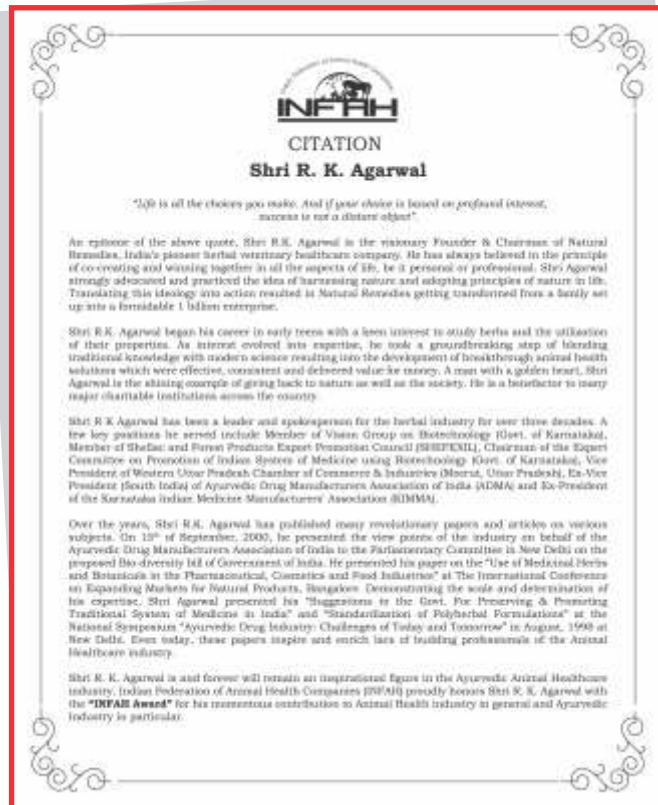 INFAH
CITATION
Shri R. K. Agarwal
"Life is all the choices you make. And if your choice is based on profound interest,
success is not a distant object"
An epitome of the above quote, Shri R.K. Agarwal is the visionary Founder & Chairman of Natural
Remedies, India's pioneer herbal veterinary healthcare company. He has always believed in the principle
of co-creating and winning together in all the aspects of life, be it personal or professional. Shri Agarwal
strongly advocated and practiced the idea of harnessing nature and adopting principles of nature in life.
Translating this ideology into action resulted in Natural Remedies getting transformed from a family set
up into a formidable 1 billion enterprise.
Shri R.K. Agarwal began his career in early teens with a keen interest to study herbs and the utilization
of their properties. As interest evolved into expertise, he took a groundbreaking step of blending
traditional knowledge with modern science resulting into the development of breakthrough animal health
solutions which were effective, consistent and delivered value for money. A man with a golden heart, Shri
Agarwal is the shining example of giving back to nature as well as the society. He is a benefactor to many
major charitable institutions across the country.
Shri R K Agarwal has been a leader and spokesperson for the herbal industry for over three decades. A
few key positions he served include Member of Vision Group on Biotechnology (Govt. of Karnataka),
Member of Shellac and Forest Products Export Promotion Council (SHEFEXIL), Chairman of the Expert
Committee on Promotion of Indian System of Medicine using Biotechnology (Govt. of Karnataka), Vice
President of Western Uttar Pradesh Chamber of Commerce & Industries (Meerut, Uttar Pradesh), Ex-Vice
President (South India) of Ayurvedic Drug Manufacturers Association of India (ADMA) and Ex-President
of the Karnataka Indian Medicine Manufacturers' Association (KIMMA).
Over the years, Shri R.K. Agarwal has published many revolutionary papers and articles on various
subjects. On 15th of September, 2000, he presented the view points of the industry on behalf of the
Ayurvedic Drug Manufacturers Association of India to the Parliamentary Committee in New Delhi on the
proposed Bio-diversity bill of Government of India. He presented his paper on the "Use of Medicinal Herbs
and Botanicals in the Pharmaceutical, Cosmetics and Food Industries" at The International Conference
on Expanding Markets for Natural Products, Bangalore. Demonstrating the scale and determination of
his expertise, Shri Agarwal presented his "Suggestions to the Govt. For Preserving & Promoting
Traditional System of Medicine in India" and "Standardization of Polyherbal Formulations" at the
National Symposium "Ayurvedic Drug Industry: Challenges of Today and Tomorrow" in August, 1998 at
New Delhi. Even today, these papers inspire and enrich lacs of budding professionals of the Animal
Healthcare industry.
Shri R. K. Agarwal is and forever will remain an inspirational figure in the Ayurvedic Animal Healthcare
industry. Indian Federation of Animal Health Companies (INFAH) proudly honors Shri R. K. Agarwal with
the "INFAH Award" for his momentous contribution to Animal Health industry in general and Ayurvedic
industry in particular.